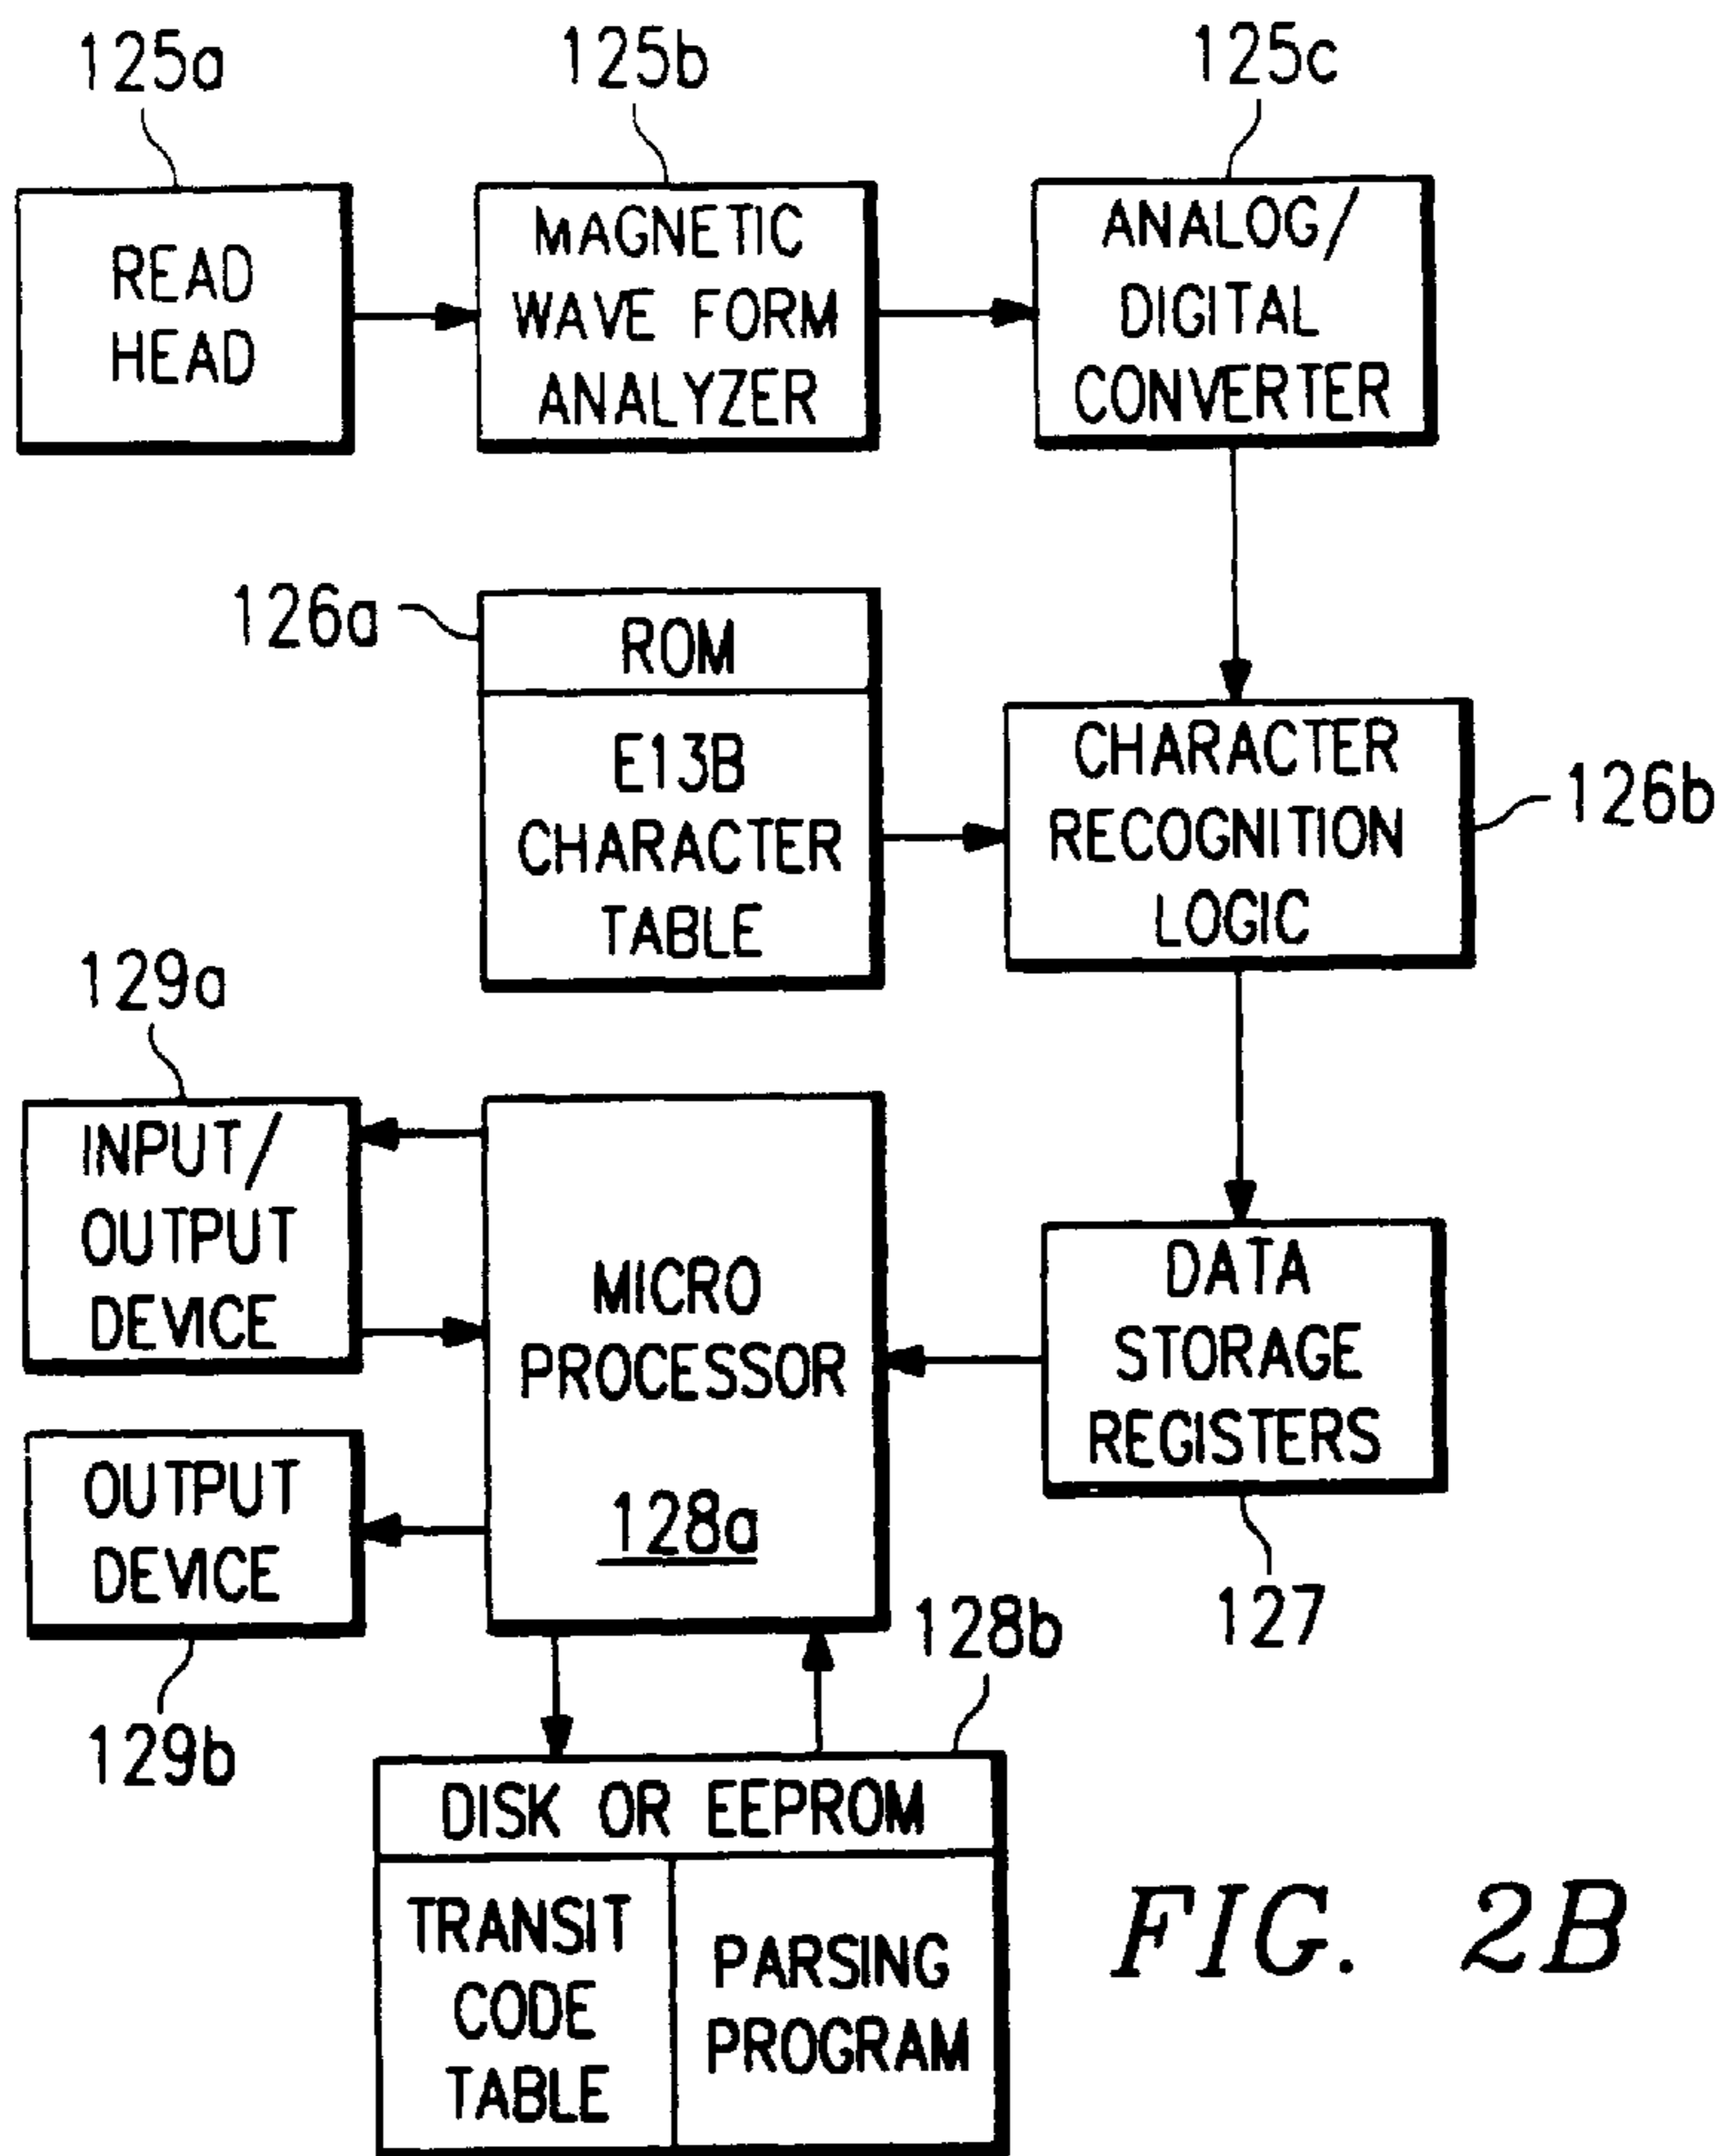 125a
125b
125c
READ
HEAD
MAGNETIC
WAVE FORM
ANALYZER
ANALOG/
DIGITAL
CONVERTER
126a
ROM
E13B
CHARACTER
TABLE
CHARACTER
RECOGNITION
LOGIC
126b
129a
INPUT/
OUTPUT
DEVICE
MICRO
PROCESSOR
128a
DATA
STORAGE
REGISTERS
127
OUTPUT
DEVICE
129b
128b
DISK OR EEPROM
TRANSIT
CODE
TABLE
PARSING
PROGRAM
FIG. 2B